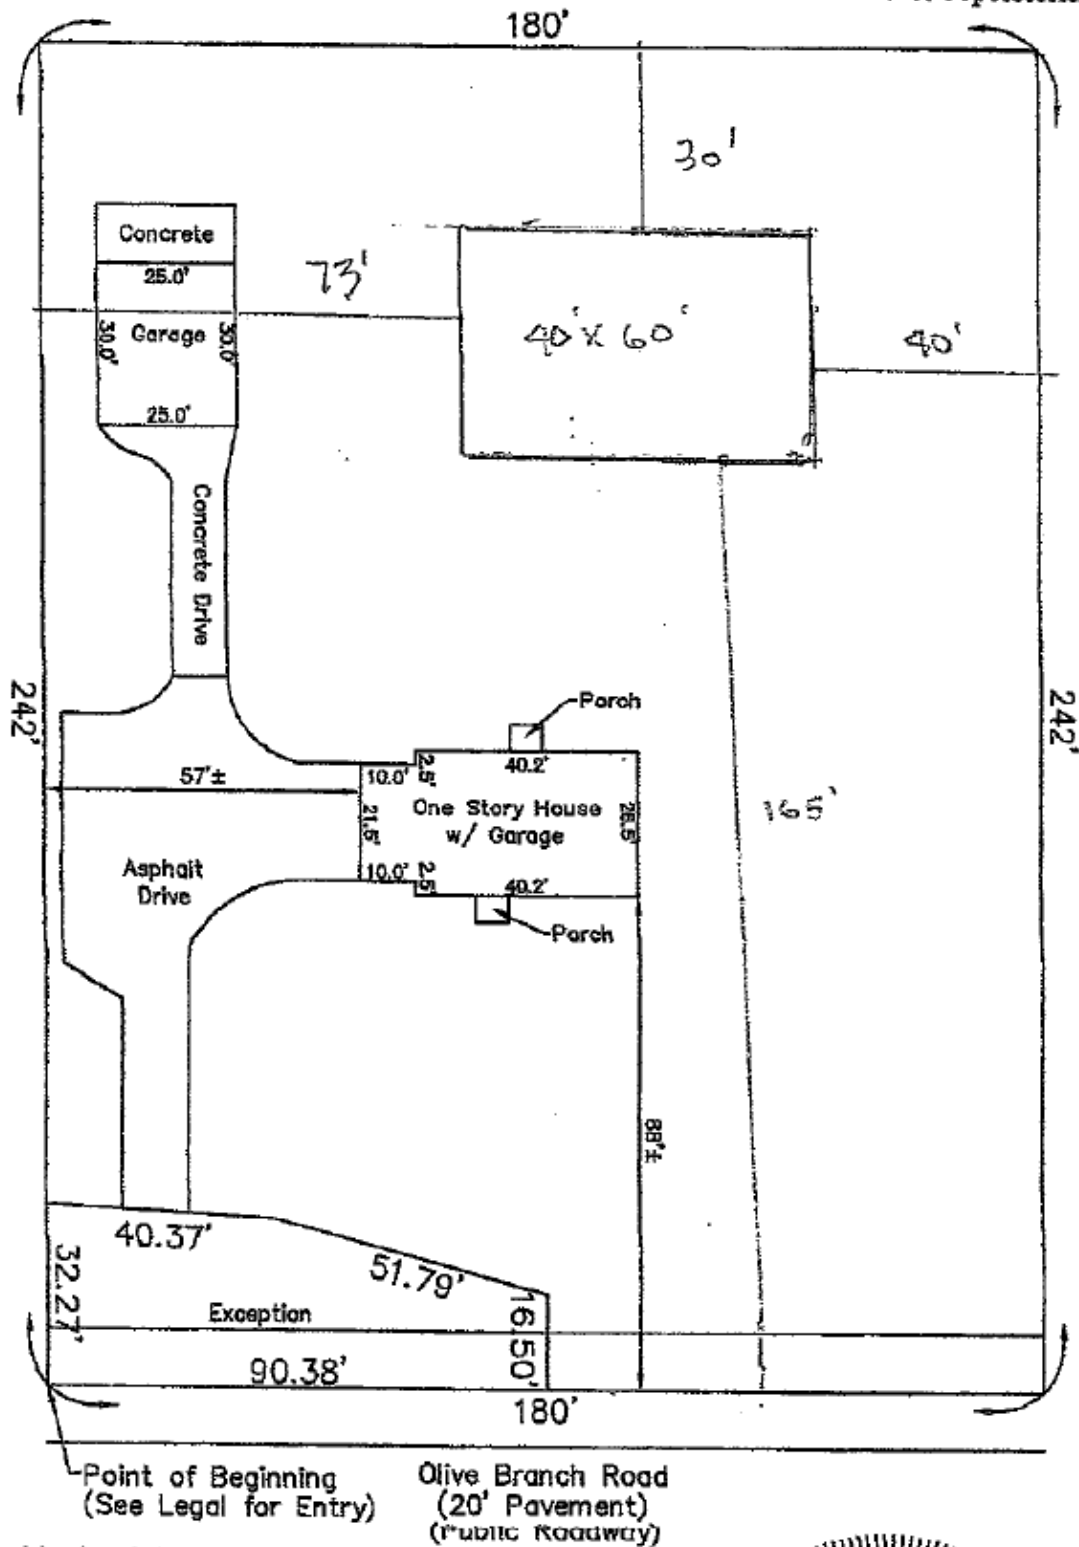 180'
30'
Concrete
25.0'
73'
30.0'
Garage
30.0'
40' X 60'
40'
25.0'
Concrete Drive
242'
242'
Porch
57'±
10.0'
2.5'
40.2'
21.5'
One Story House
w/ Garage
26.5'
165'
Asphalt
Drive
10.0'
2.5'
40.2'
Porch
88'±
40.37'
51.79'
32.27'
Exception
16.50'
90.38'
180'
Point of Beginning
(See Legal for Entry)
Olive Branch Road
(20' Pavement)
(Public Roadway)